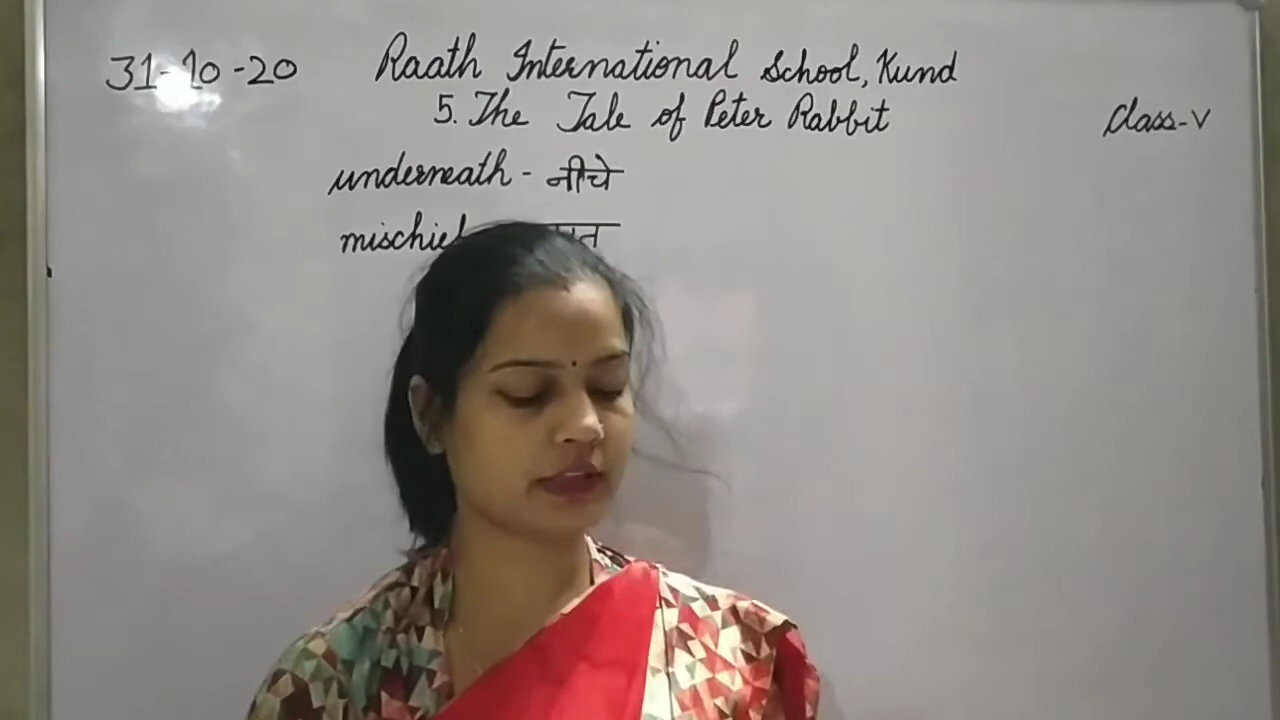 31-10-20 Raath International School, Kund
5. The Tale of Peter Rabbit Class-V
underneath - नीचे